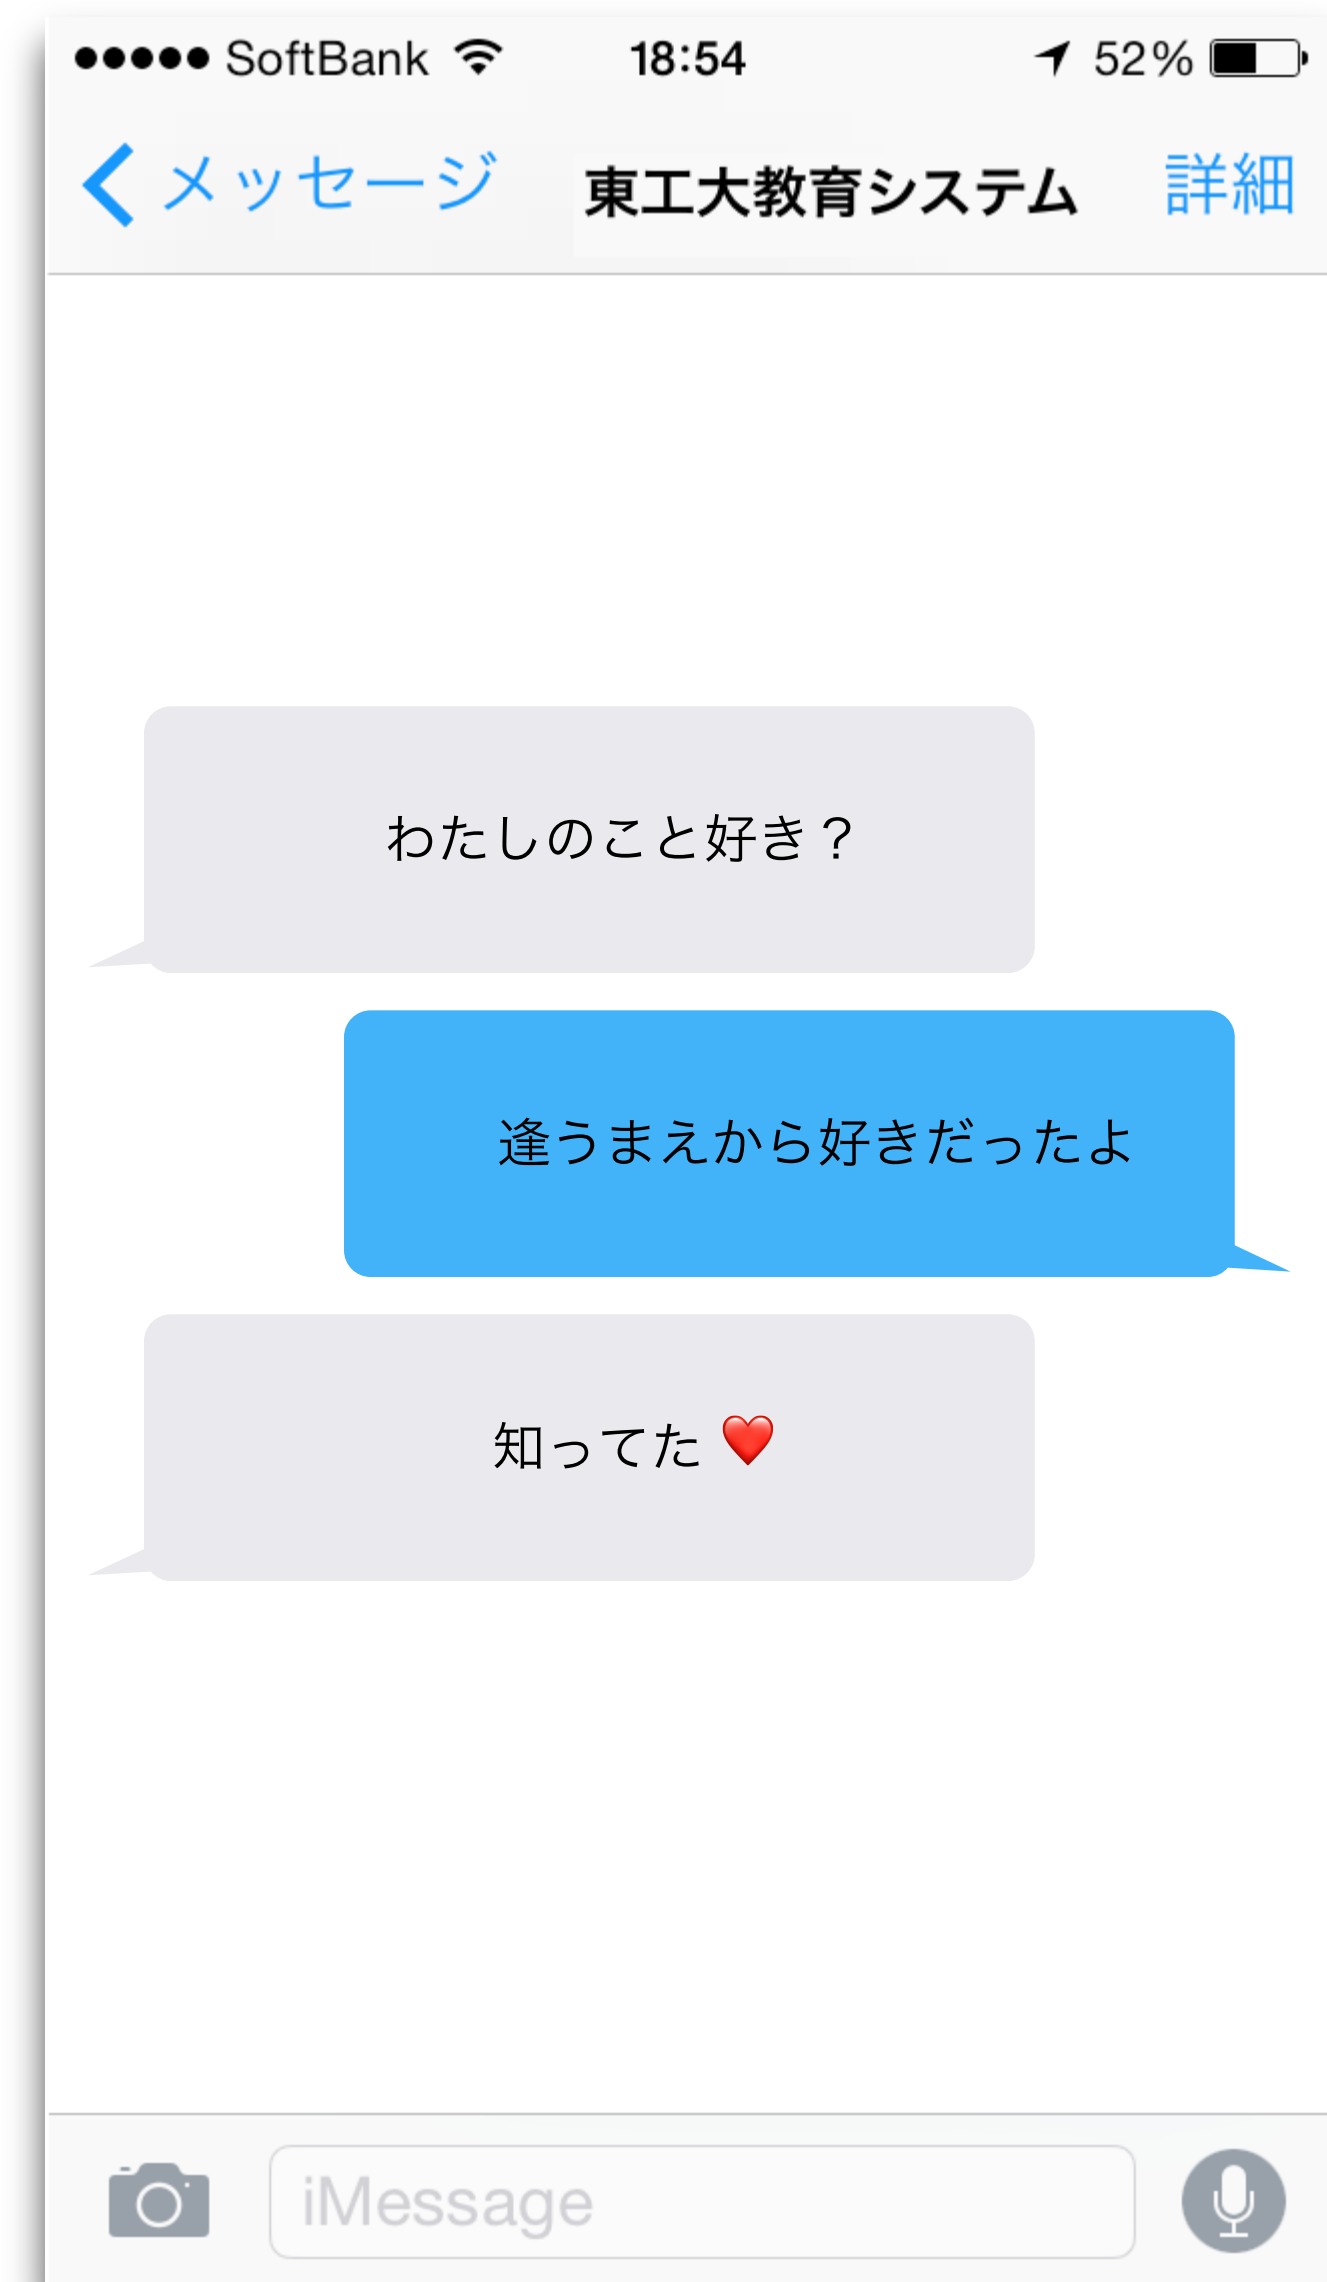 ●●●●● SoftBank 18:54 52%
メッセージ 東工大教育システム 詳細
わたしのこと好き？
逢うまえから好きだったよ
知ってた ❤️
iMessage